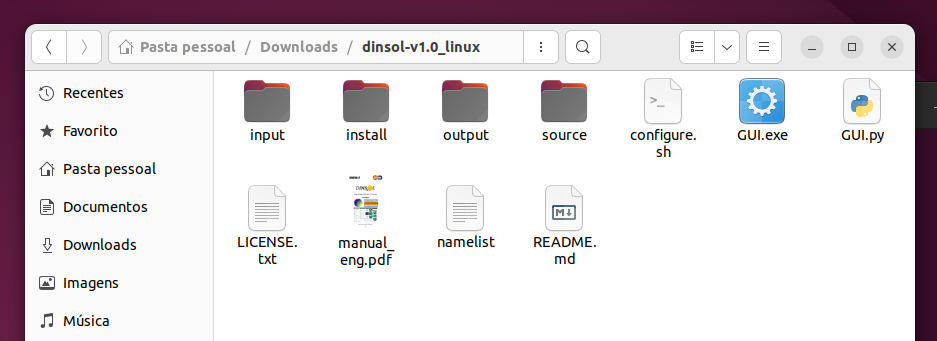 Pasta pessoal / Downloads / dinsol-v1.0_linux
Recentes
Favorito
Pasta pessoal
Documentos
Downloads
Imagens
Música
input
install
output
source
configure.
sh
GUI.exe
GUI.py
LICENSE.
txt
DINSOL
manual_
eng.pdf
namelist
README.
md